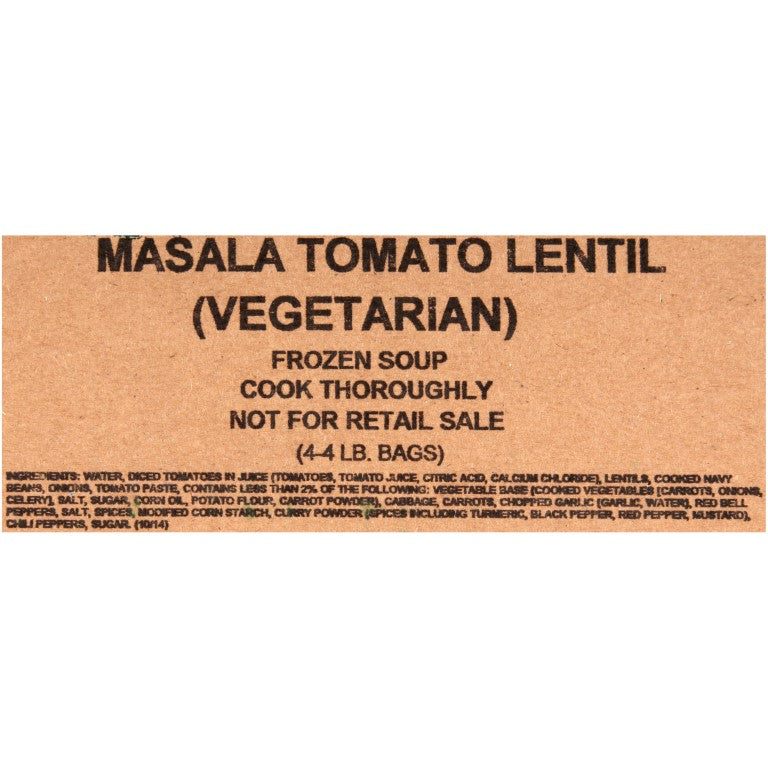 MASALA TOMATO LENTIL
(VEGETARIAN)
FROZEN SOUP
COOK THOROUGHLY
NOT FOR RETAIL SALE
(4-4 LB. BAGS)
INGREDIENTS: WATER, DICED TOMATOES IN JUICE [TOMATOES, TOMATO JUICE, CITRIC ACID, CALCIUM CHLORIDE], LENTILS, COOKED NAVY
BEANS, ONIONS, TOMATO PASTE, CONTAINS LESS THAN 2% OF THE FOLLOWING: VEGETABLE BASE [COOKED VEGETABLES [CARROTS, ONIONS,
CELERY], SALT, SUGAR, CORN OIL, POTATO FLOUR, CARROT POWDER], CABBAGE, CARROTS, CHOPPED GARLIC [GARLIC, WATER], RED BELL
PEPPERS, SALT, SPICES, MODIFIED CORN STARCH, CURRY POWDER [SPICES INCLUDING TURMERIC, BLACK PEPPER, RED PEPPER, MUSTARD],
CHILI PEPPERS, SUGAR. (10/14)